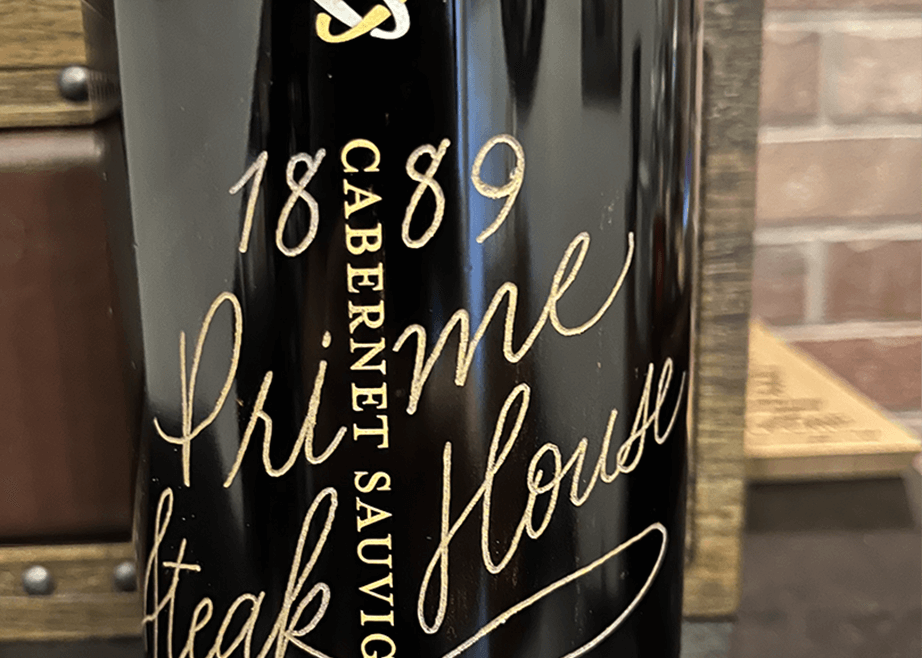 1889
Prime
Steak House
CABERNET SAUVIG